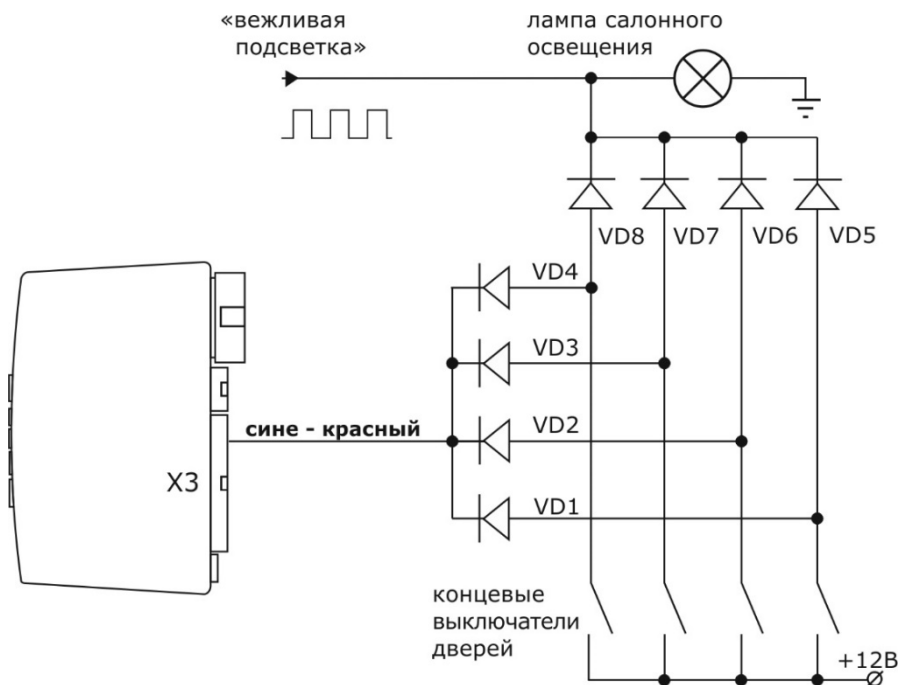 «вежливая
подсветка»
лампа салонного
освещения
VD8
VD7
VD6
VD5
VD4
VD3
сине - красный
VD2
X3
VD1
концевые
выключатели
дверей
+12В